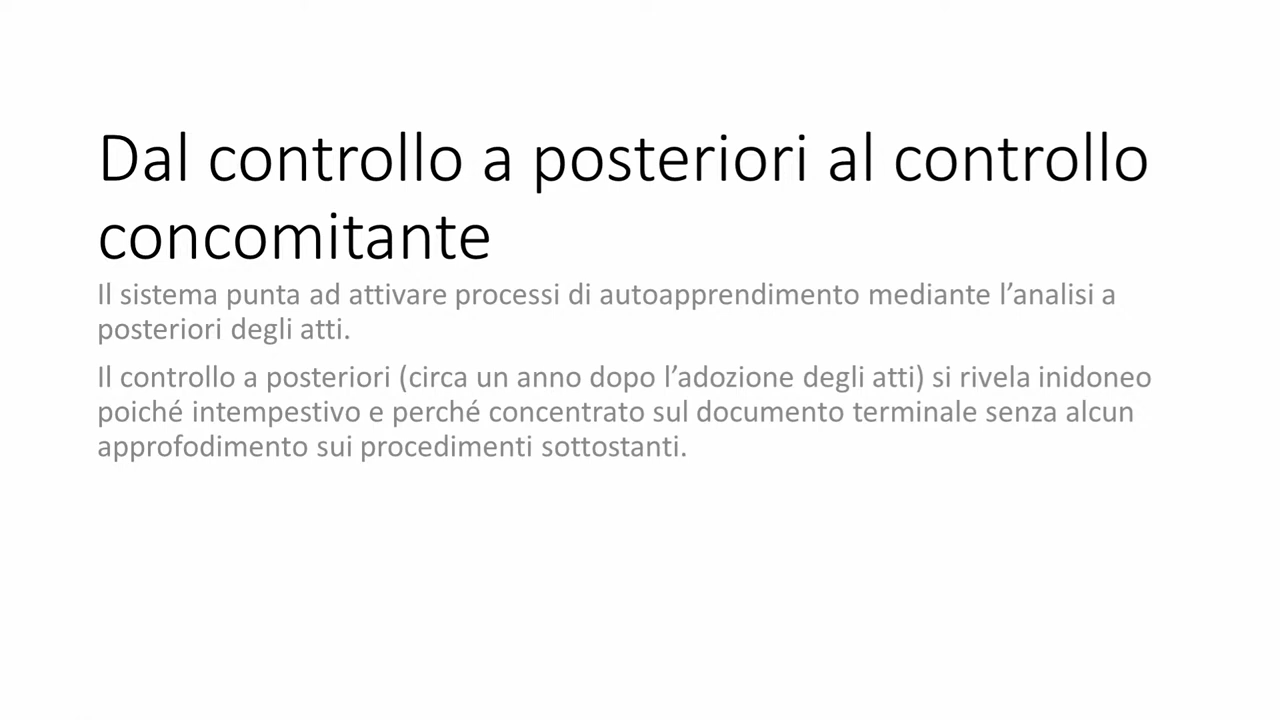 Dal controllo a posteriori al controllo
concomitante
Il sistema punta ad attivare processi di autoapprendimento mediante l’analisi a
posteriori degli atti.
Il controllo a posteriori (circa un anno dopo l’adozione degli atti) si rivela inidoneo
poiché intempestivo e perché concentrato sul documento terminale senza alcun
approfodimento sui procedimenti sottostanti.